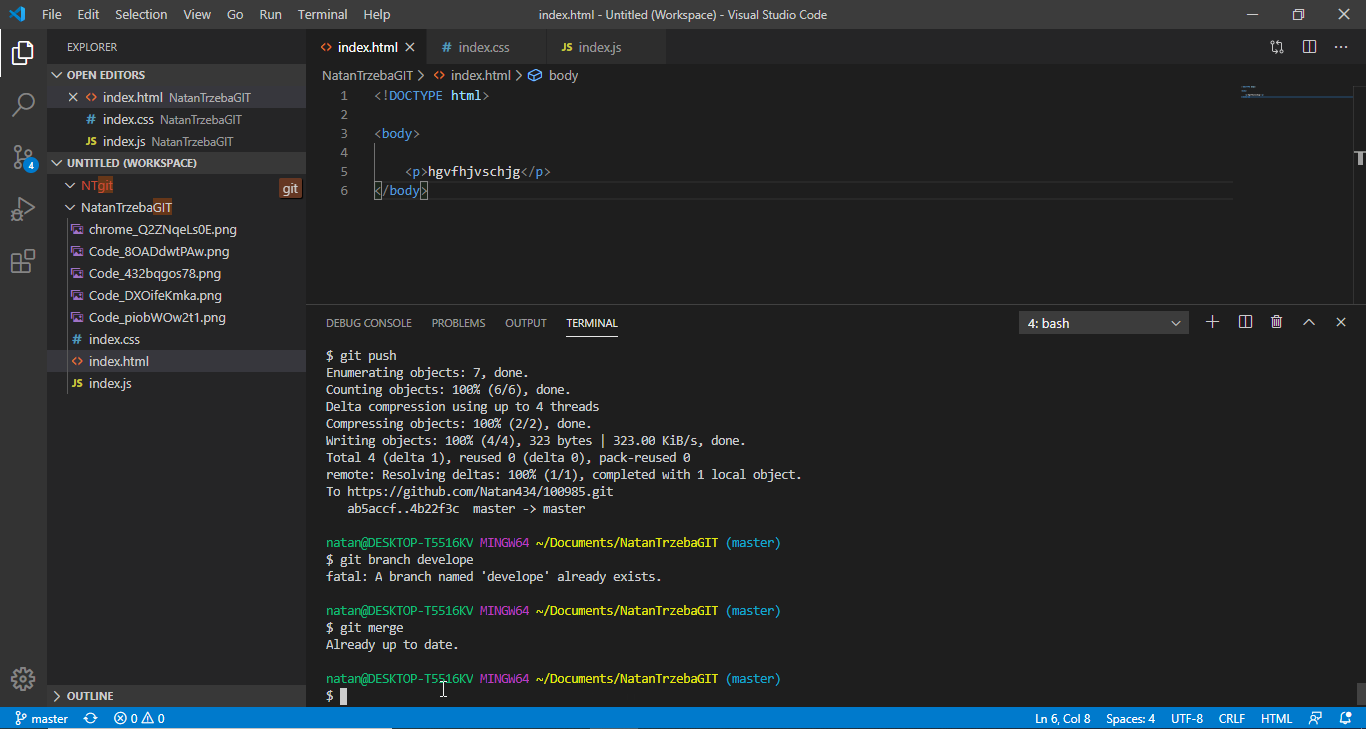 File Edit Selection View Go Run Terminal Help index.html - Untitled (Workspace) - Visual Studio Code
EXPLORER
OPEN EDITORS
index.html NatanTrzebaGIT
# index.css NatanTrzebaGIT
JS index.js NatanTrzebaGIT
UNTITLED (WORKSPACE)
NTgit
git
NatanTrzebaGIT
chrome_Q2ZNqeLs0E.png
Code_8OADdwtPAw.png
Code_432bqgos78.png
Code_DXOifeKmka.png
Code_piobWOw2t1.png
# index.css
<> index.html
JS index.js
OUTLINE
4
<> index.html # index.css JS index.js
NatanTrzebaGIT > <> index.html > body
1 <!DOCTYPE html>
2
3 <body>
4
5 <p>hgvfhjvschjg</p>
6 </body>
DEBUG CONSOLE PROBLEMS OUTPUT TERMINAL 4: bash
$ git push
Enumerating objects: 7, done.
Counting objects: 100% (6/6), done.
Delta compression using up to 4 threads
Compressing objects: 100% (2/2), done.
Writing objects: 100% (4/4), 323 bytes | 323.00 KiB/s, done.
Total 4 (delta 1), reused 0 (delta 0), pack-reused 0
remote: Resolving deltas: 100% (1/1), completed with 1 local object.
To https://github.com/Natan434/100985.git
ab5accf..4b22f3c master -> master
natan@DESKTOP-T5516KV MINGW64 ~/Documents/NatanTrzebaGIT (master)
$ git branch develope
fatal: A branch named 'develope' already exists.
natan@DESKTOP-T5516KV MINGW64 ~/Documents/NatanTrzebaGIT (master)
$ git merge
Already up to date.
natan@DESKTOP-T5516KV MINGW64 ~/Documents/NatanTrzebaGIT (master)
$
master 0 0 Ln 6, Col 8 Spaces: 4 UTF-8 CRLF HTML